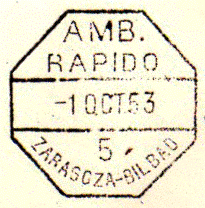 AMB.
RAPIDO
-1 OCT.53
5
ZARAGOZA-BILBAO